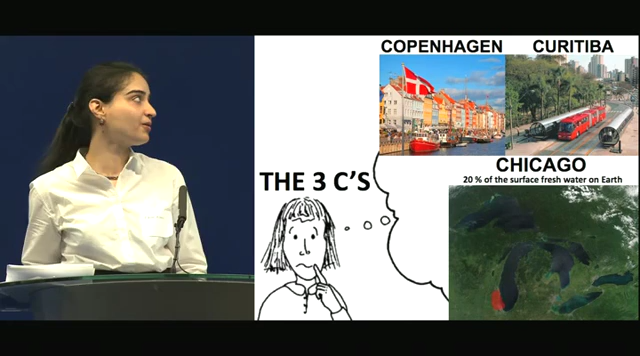 COPENHAGEN
CURITIBA
THE 3 C'S
CHICAGO
20 % of the surface fresh water on Earth